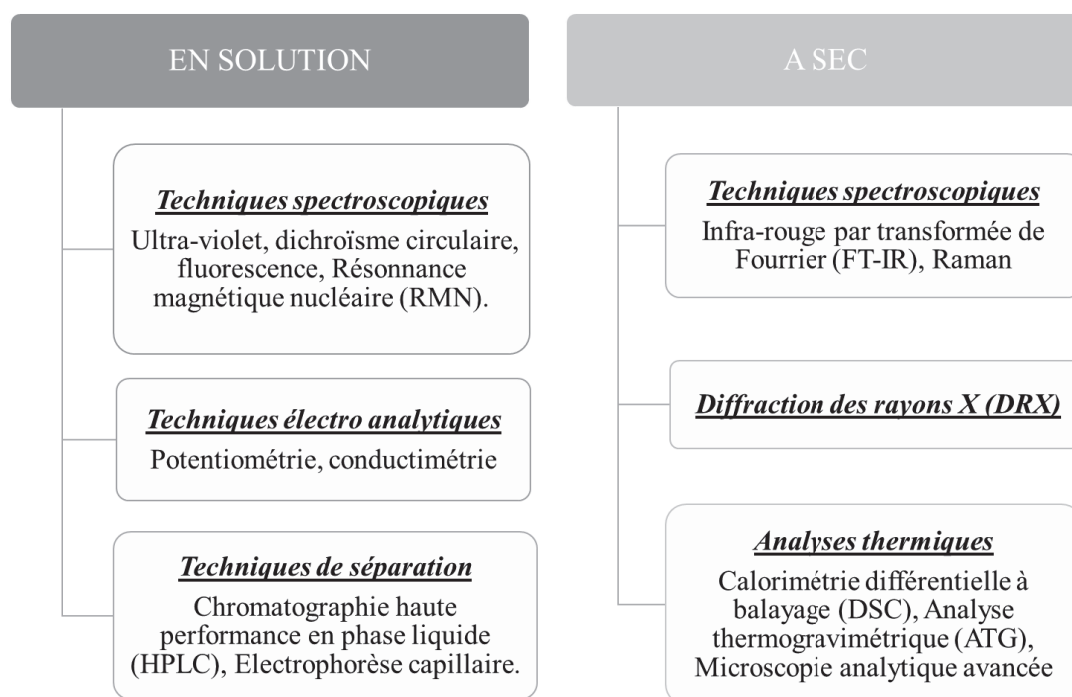 EN SOLUTION
Techniques spectroscopiques
Ultra-violet, dichroïsme circulaire,
fluorescence, Résonnance
magnétique nucléaire (RMN).
Techniques électro analytiques
Potentiométrie, conductimétrie
Techniques de séparation
Chromatographie haute
performance en phase liquide
(HPLC), Electrophorèse capillaire.
A SEC
Techniques spectroscopiques
Infra-rouge par transformée de
Fourrier (FT-IR), Raman
Diffraction des rayons X (DRX)
Analyses thermiques
Calorimétrie différentielle à
balayage (DSC), Analyse
thermogravimétrique (ATG),
Microscopie analytique avancée